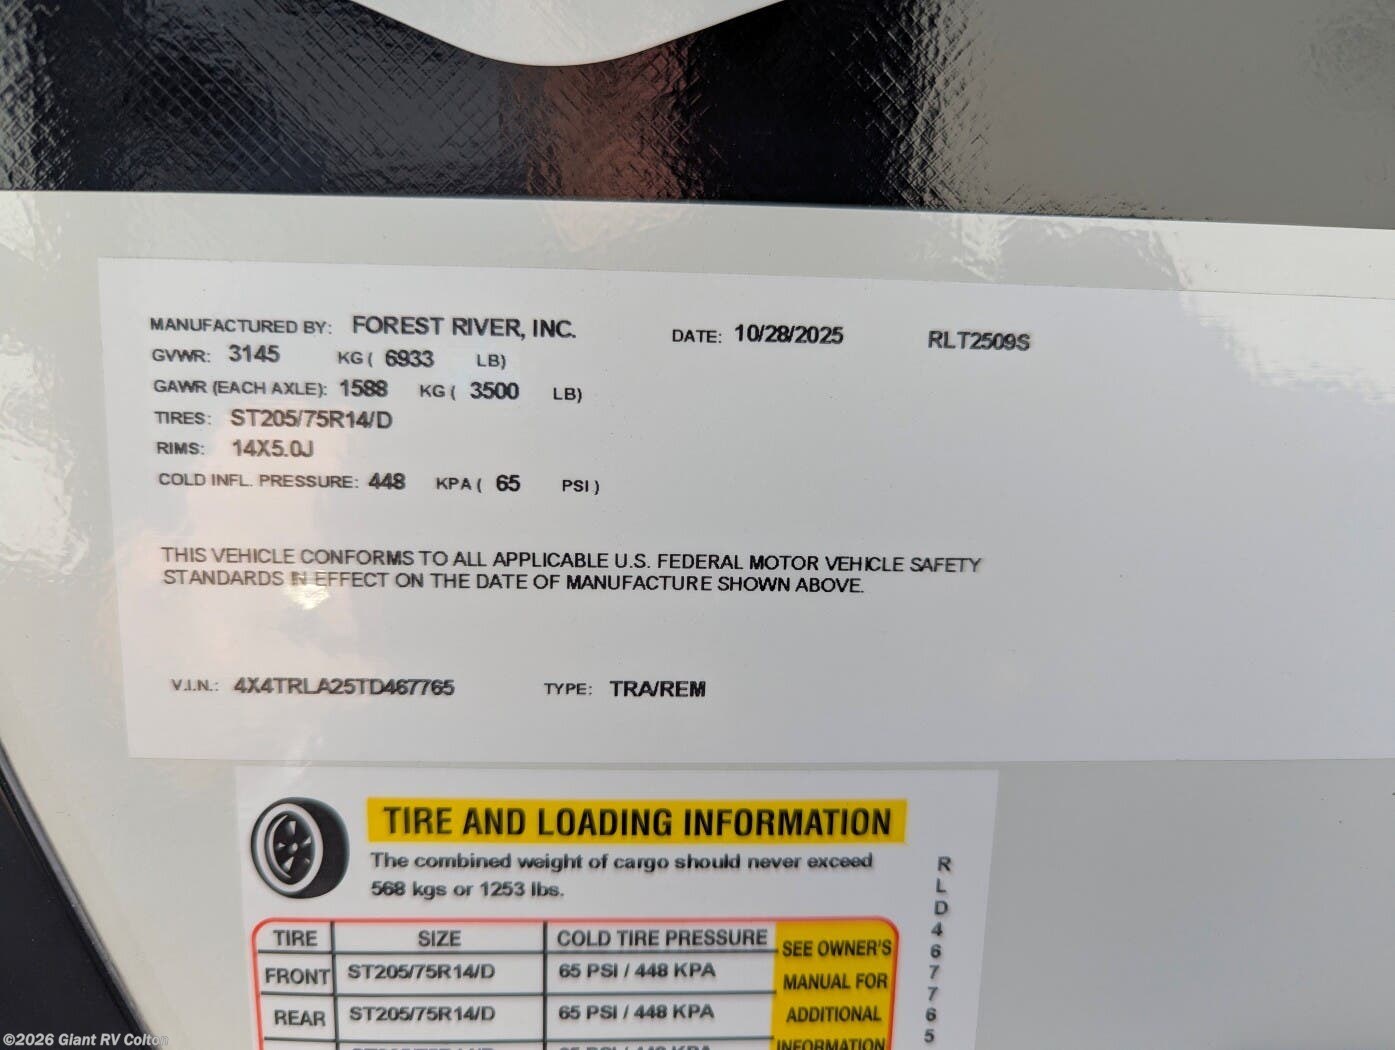 MANUFACTURED BY: FOREST RIVER, INC. DATE: 10/28/2025 RLT2509S
GVWR: 3145 KG ( 6933 LB)
GAWR (EACH AXLE): 1588 KG ( 3500 LB)
TIRES: ST205/75R14/D
RIMS: 14X5.0J
COLD INFL. PRESSURE: 448 KPA ( 65 PSI )
THIS VEHICLE CONFORMS TO ALL APPLICABLE U.S. FEDERAL MOTOR VEHICLE SAFETY
STANDARDS IN EFFECT ON THE DATE OF MANUFACTURE SHOWN ABOVE.
V.I.N.: 4X4TRLA25TD467765 TYPE: TRA/REM
TIRE AND LOADING INFORMATION
The combined weight of cargo should never exceed
568 kgs or 1253 lbs.
TIRE SIZE COLD TIRE PRESSURE
FRONT ST205/75R14/D 65 PSI / 448 KPA
REAR ST205/75R14/D 65 PSI / 448 KPA
SEE OWNER'S
MANUAL FOR
ADDITIONAL
INFORMATION
RLD467765
©2026 Giant RV Colton